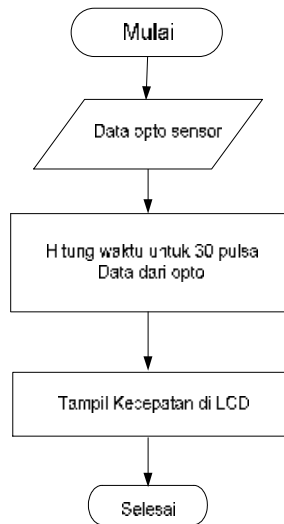 Mulai
Data opto sensor
Hitung waktu untuk 30 pulsa
Data dari opto
Tampil Kecepatan di LCD
Selesai